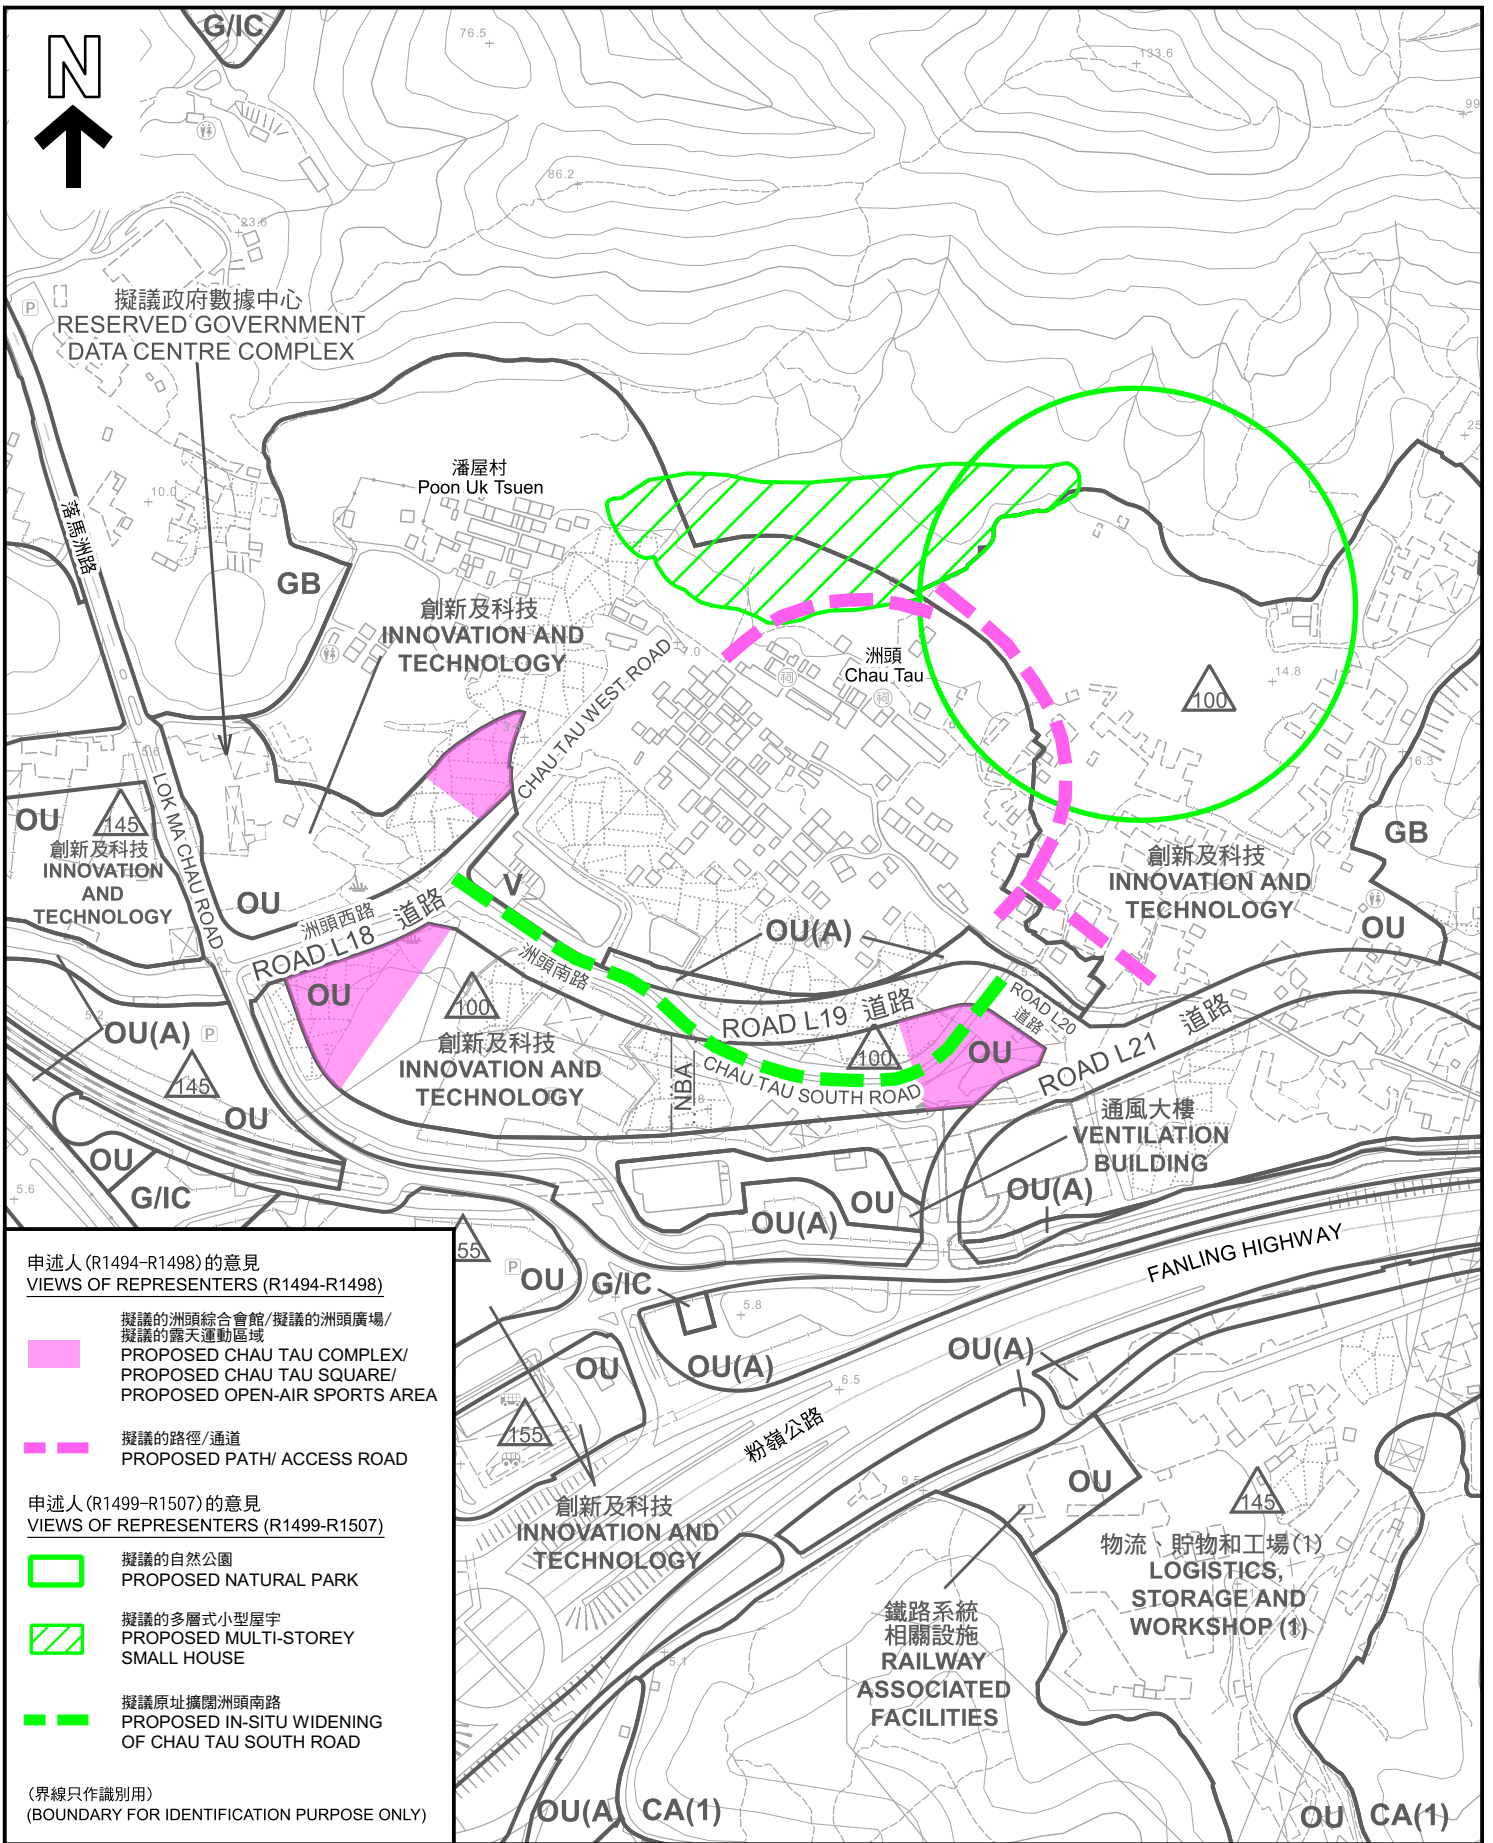 G/IC
N
76.5
133.6
99
86.2
23.6
P
擬議政府數據中心
RESERVED GOVERNMENT
DATA CENTRE COMPLEX
潘屋村
Poon Uk Tsuen
10.0
25
落馬洲路
GB
創新及科技
INNOVATION AND
TECHNOLOGY
7.0
洲頭
Chau Tau
祠
祠
14.8
100
CHAU TAU WEST ROAD
5.6
16.3
LOK MA CHAU ROAD
OU
145
創新及科技
INNOVATION
AND
TECHNOLOGY
GB
創新及科技
INNOVATION AND
TECHNOLOGY
V
OU
洲頭西路
ROAD L18 道路
OU(A)
OU
洲頭南路
OU
100
創新及科技
INNOVATION AND
TECHNOLOGY
ROAD L19 道路
ROAD L20
道路
100
OU
ROAD L21 道路
CHAU TAU SOUTH ROAD
NBA
5.2
OU(A)
P
145
OU
通風大樓
VENTILATION
BUILDING
OU
G/IC
5.6
OU(A)
OU
OU(A)
55
P
OU
G/IC
5.8
FANLING HIGHWAY
OU
OU(A)
OU(A)
6.5
155
粉嶺公路
9.5
OU
145
創新及科技
INNOVATION AND
TECHNOLOGY
物流、貯物和工場(1)
LOGISTICS,
STORAGE AND
WORKSHOP (1)
鐵路系統
相關設施
RAILWAY
ASSOCIATED
FACILITIES
5.1
OU(A)
CA(1)
OU
CA(1)
申述人(R1494-R1498)的意見
VIEWS OF REPRESENTERS (R1494-R1498)
擬議的洲頭綜合會館/擬議的洲頭廣場/
擬議的露天運動區域
PROPOSED CHAU TAU COMPLEX/
PROPOSED CHAU TAU SQUARE/
PROPOSED OPEN-AIR SPORTS AREA
擬議的路徑/通道
PROPOSED PATH/ ACCESS ROAD
申述人(R1499-R1507)的意見
VIEWS OF REPRESENTERS (R1499-R1507)
擬議的自然公園
PROPOSED NATURAL PARK
擬議的多層式小型屋宇
PROPOSED MULTI-STOREY
SMALL HOUSE
擬議原址擴闊洲頭南路
PROPOSED IN-SITU WIDENING
OF CHAU TAU SOUTH ROAD
(界線只作識別用)
(BOUNDARY FOR IDENTIFICATION PURPOSE ONLY)